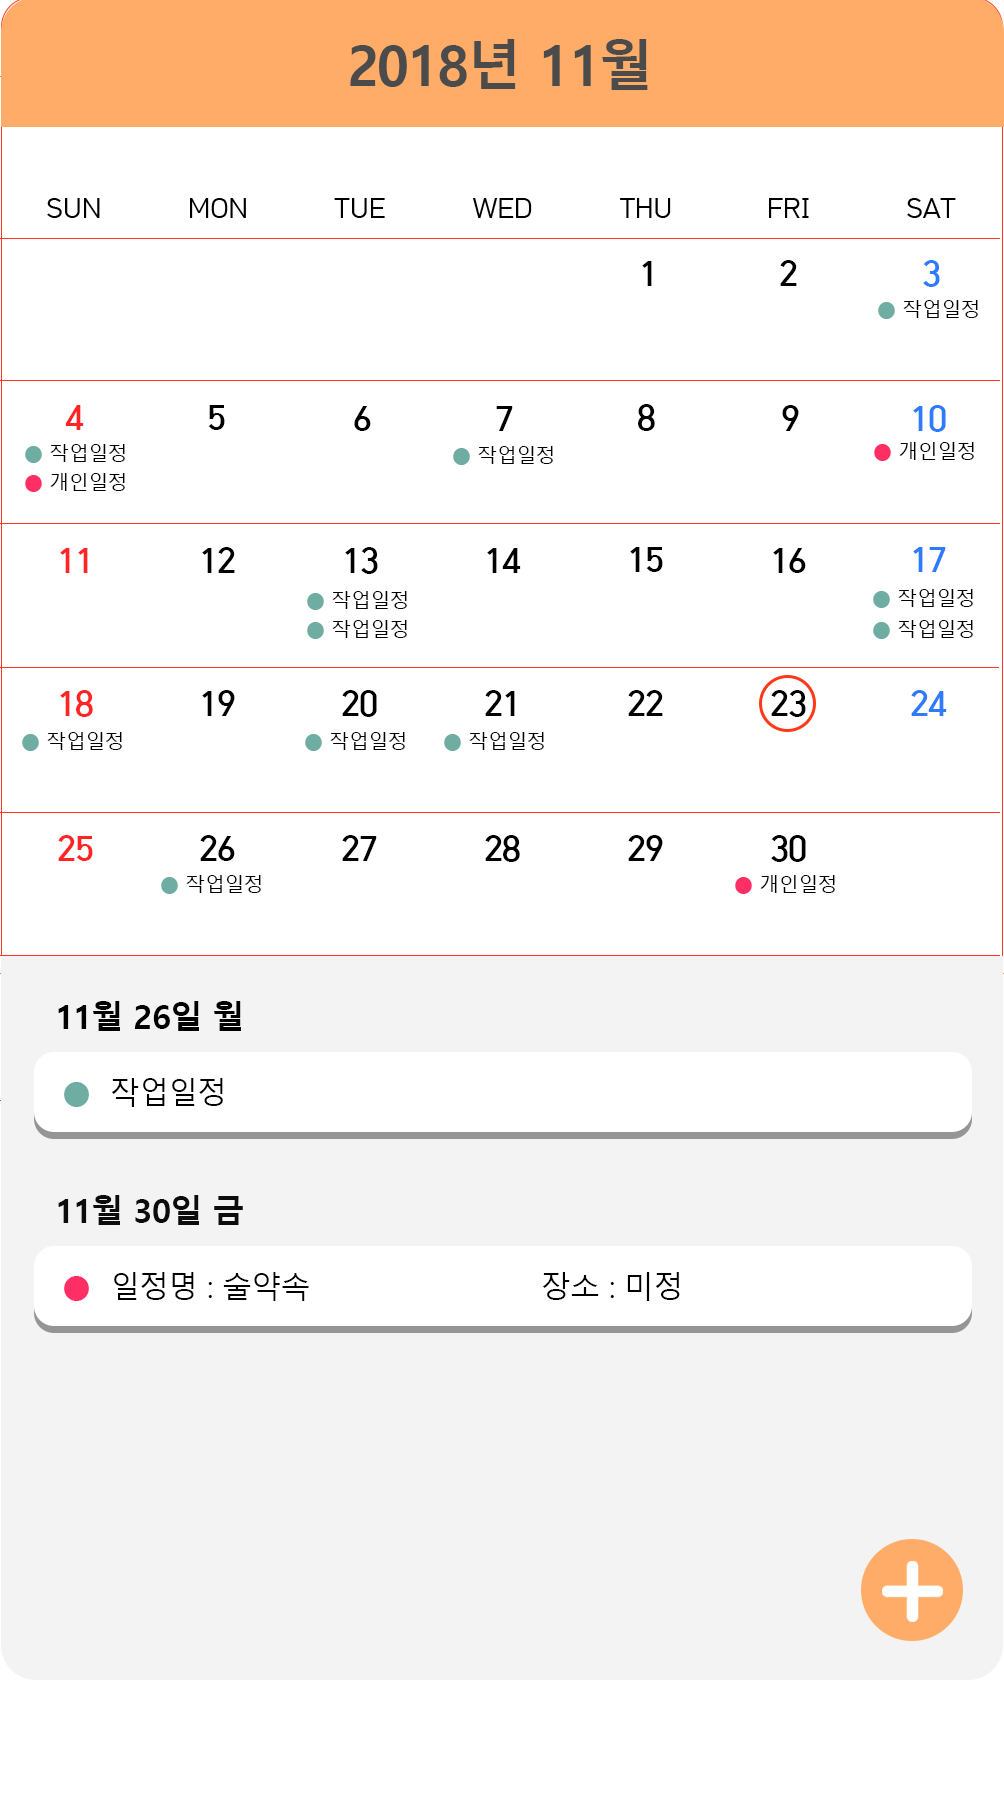 2018년 11월
SUN MON TUE WED THU FRI SAT
1 2 3
작업일정
4 5 6 7 8 9 10
작업일정 작업일정 개인일정
개인일정
11 12 13 14 15 16 17
작업일정 작업일정
작업일정 작업일정
18 19 20 21 22 23 24
작업일정 작업일정 작업일정
25 26 27 28 29 30
작업일정 개인일정
11월 26일 월
작업일정
11월 30일 금
일정명 : 술약속 장소 : 미정